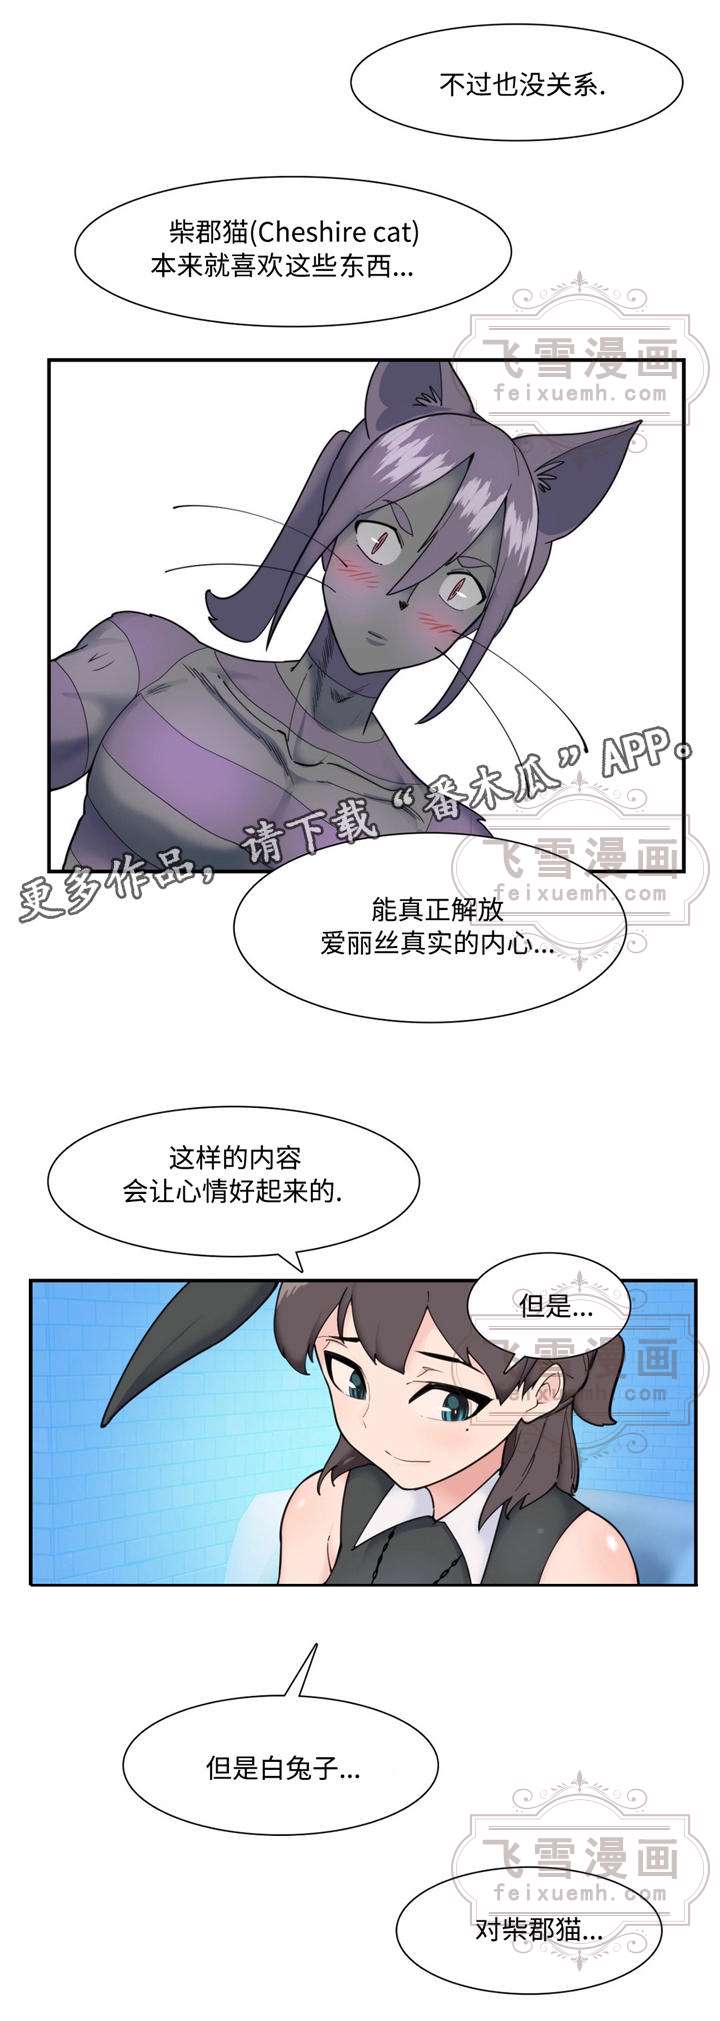 不过也没关系.
柴郡猫(Cheshire cat)
本来就喜欢这些东西...
飞雪漫画
feixuemh.com
更多作品，请下载“番木瓜”APP。
飞雪漫画
feixuemh.com
能真正解放
爱丽丝真实的内心...
这样的内容
会让心情好起来的.
但是...
飞雪漫画
feixuemh.com
但是白兔子...
飞雪漫画
feixuemh.com
对柴郡猫...